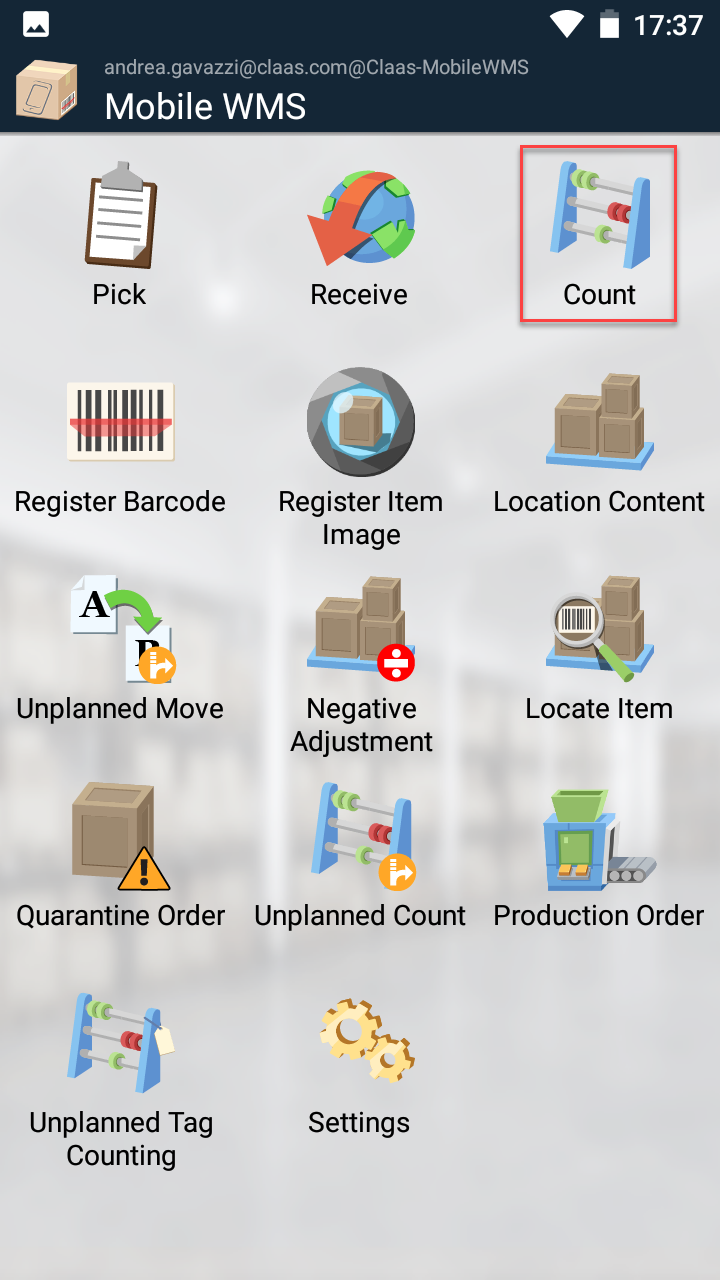 17:37
andrea.gavazzi@claas.com@Claas-MobileWMS
Mobile WMS
Pick
Receive
Count
Register Barcode
Register Item
Image
Location Content
A
B
Unplanned Move
Negative
Adjustment
Locate Item
Quarantine Order
Unplanned Count
Production Order
Unplanned Tag
Counting
Settings